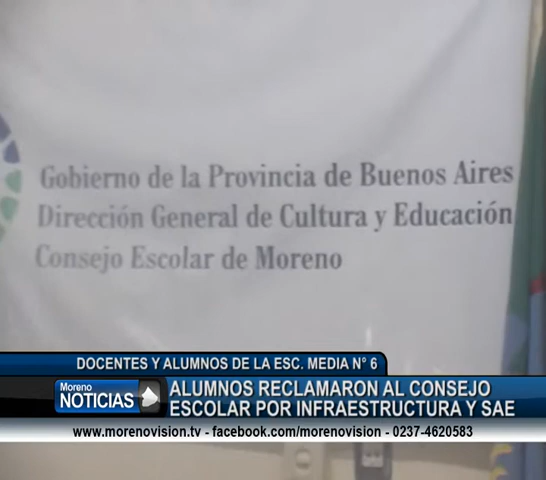 Gobierno de la Provincia de Buenos Aires
Dirección General de Cultura y Educación
Consejo Escolar de Moreno
DOCENTES Y ALUMNOS DE LA ESC. MEDIA N° 6
Moreno
NOTICIAS
ALUMNOS RECLAMARON AL CONSEJO
ESCOLAR POR INFRAESTRUCTURA Y SAE
www.morenovision.tv - facebook.com/morenovision - 0237-4620583